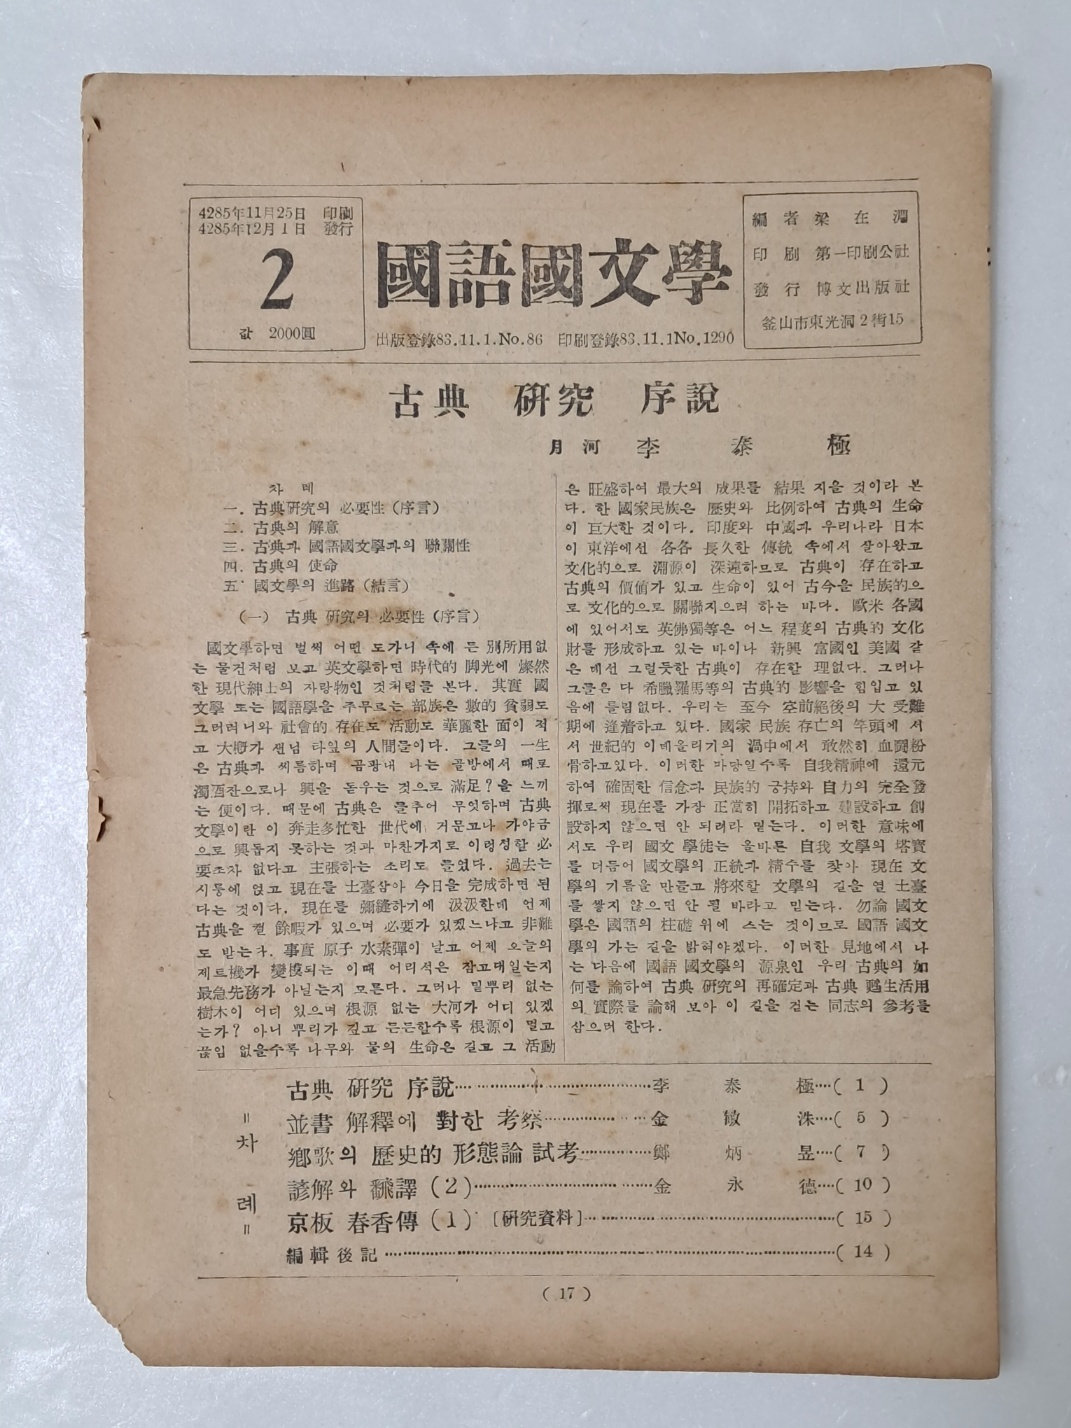 4285年11月25日 印刷
4285年12月1日 發行
2
값 2000圓
國語國文學
出版登錄83.11.1.No.86 印刷登錄83.11.1No.1290
編者 梁在淵
印刷 第一印刷公社
發行 博文出版社
釜山市東光洞2街15
古典 硏究 序說
月河 李泰極
차 례
一. 古典硏究의 必要性 (序言)
二. 古典의 解意
三. 古典과 國語國文學과의 聯關性
四. 古典의 使命
五. 國文學의 進路 (結言)
(一) 古典 硏究의 必要性 (序言)
國文學하면 벌써 어떤 도가니 속에 든 別所用없
는 물건처럼 보고 英文學하면 時代的 脚光에 燦然
한 現代紳士의 자랑物인 것처럼들 본다. 其實 國
文學 또는 國語學을 주무르는 部族은 數的 貧弱도
그러려니와 社會的 存在도 活動도 華麗한 面이 적
고 大脚가 샌님 타잎의 人間들이다. 그들의 一生
은 古典과 씨름하며 곰팡내 나는 골방에서 때로
濁酒잔으로나 興을 돋우는 것으로 滿足?을 느끼
는 便이다. 때문에 古典은 들추어 무엇하며 古典
文學이란 이 奔走多忙한 世代에 거문고나 가야금
으로 興돕지 못하는 것과 마찬가지로 이렁성할 必
要조차 없다고 主張하는 소리도 들었다. 過去는
시렁에 얹고 現在를 土臺삼아 今日을 完成하면 된
다는 것이다. 現在를 彌縫하기에 汲汲한데 언제
古典을 펼 餘暇가 있으며 必要가 있겠느냐고 非難
도 받는다. 事實 原子 水素彈이 날고 어제 오늘의
제트機가 變模되는 이때 어리석은 잠고대일는지
最急先務가 아닐는지 모른다. 그러나 밑뿌리 없는
樹木이 어디 있으며 根源 없는 大河가 어디 있겠
는가? 아니 뿌리가 깊고 든든할수록 根源이 멀고
끊임 없을수록 나무와 물의 生命은 길고 그 活動
은 旺盛하여 最大의 成果를 結果 지을 것이라 본
다. 한 國家民族은 歷史와 比例하여 古典의 生命
이 巨大한 것이다. 印度와 中國과 우리나라 日本
이 東洋에선 各各 長久한 傳統 속에서 살아왔고
文化的으로 淵源이 深遠하므로 古典이 存在하고
古典의 價値가 있고 生命이 있어 古今을 民族的으
로 文化的으로 關聯지으려 하는 바다. 歐米 各國
에 있어서도 英佛獨等은 어느 程度의 古典的 文化
財를 形成하고 있는 바이나 新興 富國인 美國 같
은 데선 그럴듯한 古典이 存在할 理없다. 그러나
그들은 다 希臘羅馬等의 古典的 影響을 힘입고 있
음에 틀림없다. 우리는 至今 空前絕後의 大 受難
期에 逢着하고 있다. 國家 民族 存亡의 竿頭에 서
서 世紀的 이데올리기의 渦中에서 敢然히 血鬪粉
骨하고있다. 이러한 마당일수록 自我精神에 還元
하여 確固한 信念과 民族的 긍持와 自力의 完全發
揮로써 現在를 가장 正當히 開拓하고 建設하고 創
設하지 않으면 안 되려라 믿는다. 이러한 意味에
서도 우리 國文 學徒는 올바른 自我 文學의 塔實
를 더듬어 國文學의 正統과 精수를 찾아 現在 文
學의 기틀을 만들고 將來할 文學의 길을 열 土臺
를 쌓지 않으면 안 될 바라고 믿는다. 勿論 國文
學은 國語의 柱礎 위에 스는 것이므로 國語 國文
學의 가는 길을 밝혀야겠다. 이러한 見地에서 나
는 다음에 國語 國文學의 源泉인 우리 古典의 如
何를 論하여 古典 硏究의 再確定과 古典 甦生活用
의 實際를 論해 보아 이 길을 걷는 同志의 參考를
삼으려 한다.
=차 례=
古典 硏究 序說……李泰極…( 1 )
並書 解釋에 對한 考察……金敏洙…( 5 )
鄕歌의 歷史的 形態論 試考……鄭炳昱…( 7 )
諺解와 飜譯 (2)……金永德…( 10 )
京板 春香傳 (1) [硏究資料]……( 15 )
編輯後記……( 14 )
( 17 )